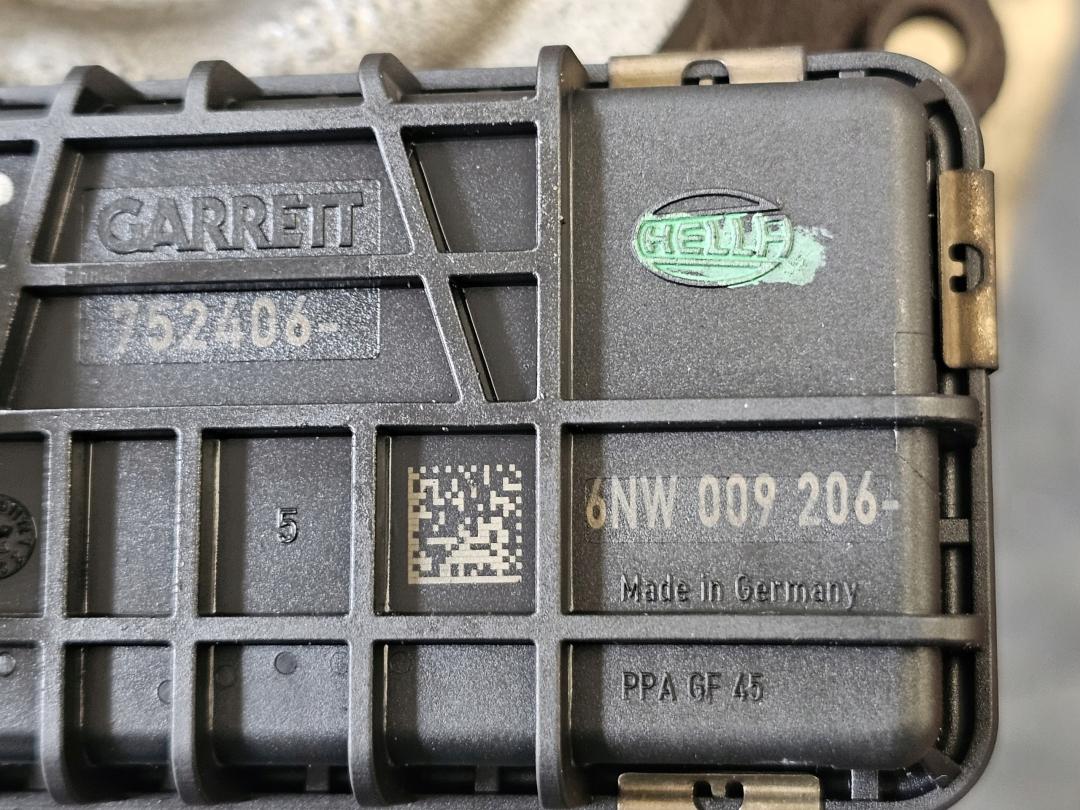 GARRETT
HELLA
752406-
5
6NW 009 206-
Made in Germany
PPA GF 45